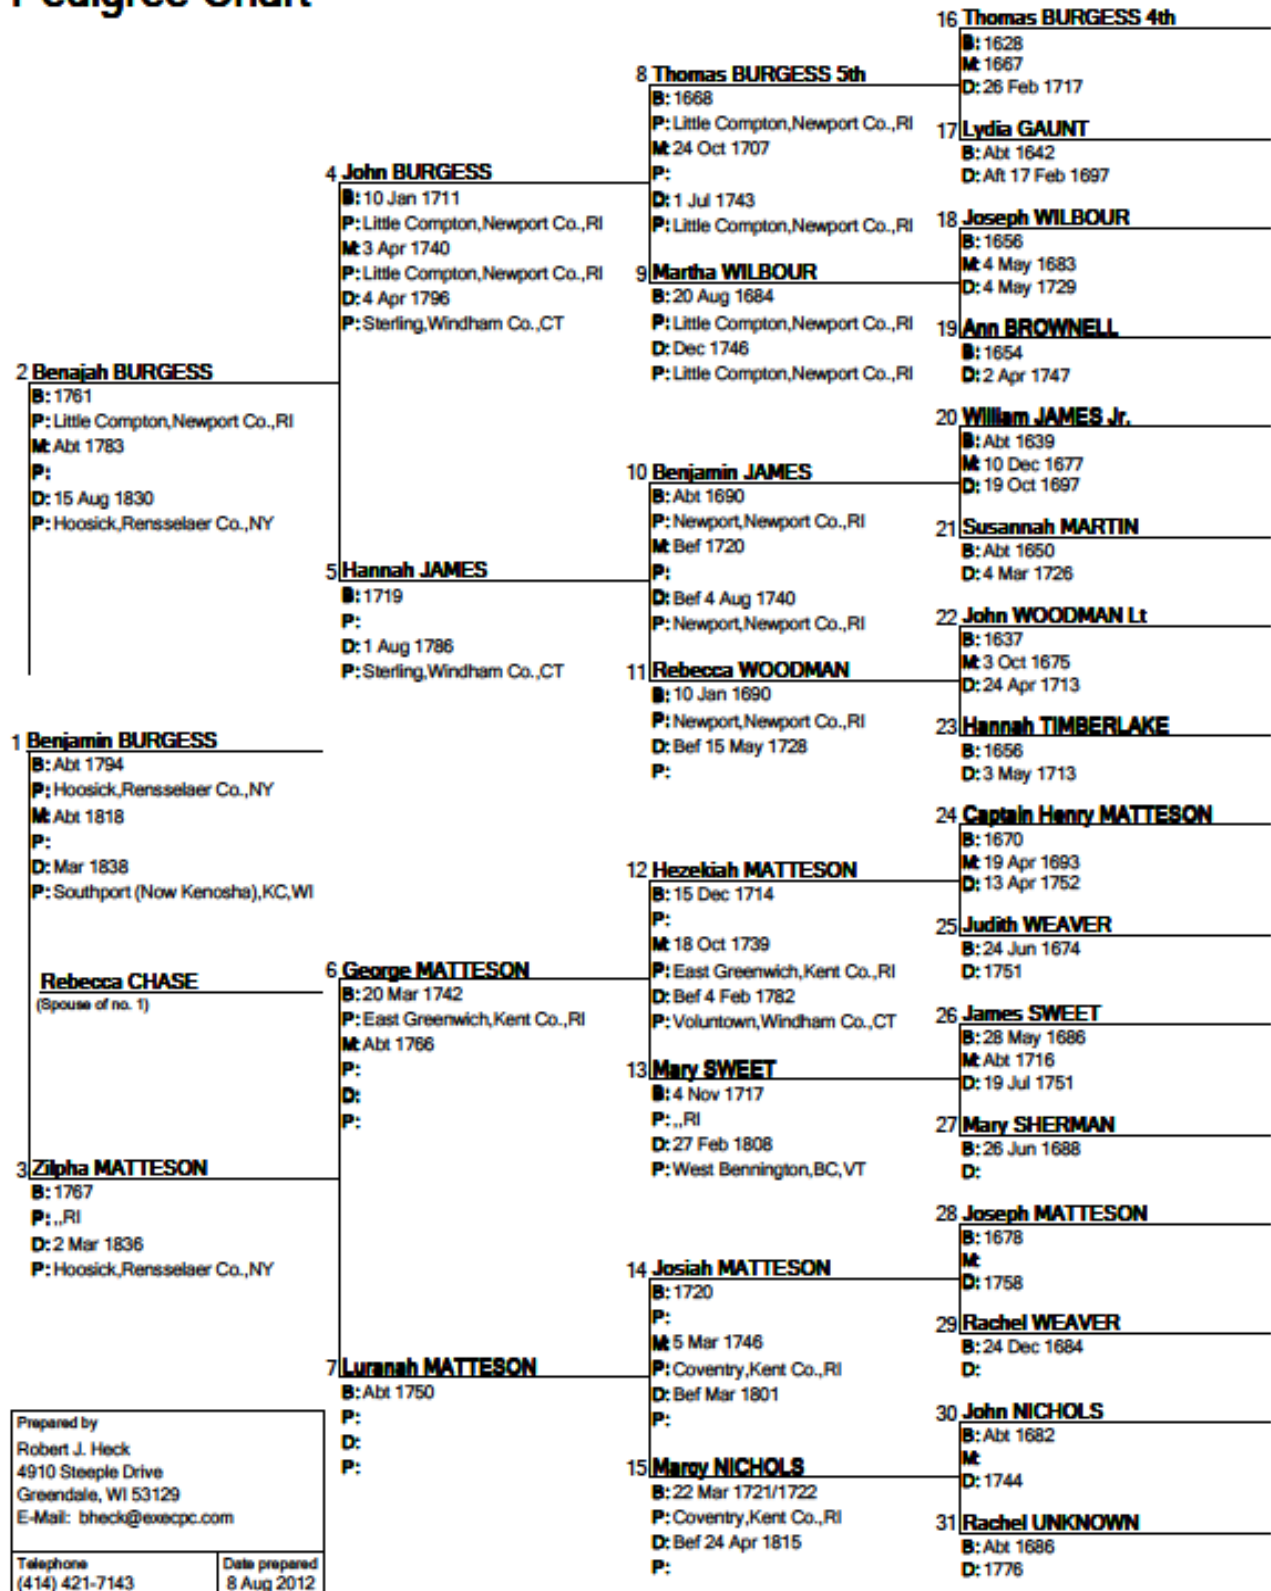 Pedigree Chart
16 Thomas BURGESS 4th
B: 1628
M: 1667
D: 26 Feb 1717
8 Thomas BURGESS 5th
B: 1668
P: Little Compton,Newport Co.,RI
M: 24 Oct 1707
P:
D: 1 Jul 1743
P: Little Compton,Newport Co.,RI
17 Lydia GAUNT
B: Abt 1642
D: Aft 17 Feb 1697
4 John BURGESS
B: 10 Jan 1711
P: Little Compton,Newport Co.,RI
M: 3 Apr 1740
P: Little Compton,Newport Co.,RI
D: 4 Apr 1796
P: Sterling,Windham Co.,CT
18 Joseph WILBOUR
B: 1656
M: 4 May 1683
D: 4 May 1729
9 Martha WILBOUR
B: 20 Aug 1684
P: Little Compton,Newport Co.,RI
D: Dec 1746
P: Little Compton,Newport Co.,RI
19 Ann BROWNELL
B: 1654
D: 2 Apr 1747
2 Benajah BURGESS
B: 1761
P: Little Compton,Newport Co.,RI
M: Abt 1783
P:
D: 15 Aug 1830
P: Hoosick,Rensselaer Co.,NY
20 William JAMES Jr.
B: Abt 1639
M: 10 Dec 1677
D: 19 Oct 1697
10 Benjamin JAMES
B: Abt 1690
P: Newport,Newport Co.,RI
M: Bef 1720
P:
D: Bef 4 Aug 1740
P: Newport,Newport Co.,RI
21 Susannah MARTIN
B: Abt 1650
D: 4 Mar 1726
5 Hannah JAMES
B: 1719
P:
D: 1 Aug 1786
P: Sterling,Windham Co.,CT
22 John WOODMAN Lt
B: 1637
M: 3 Oct 1675
D: 24 Apr 1713
11 Rebecca WOODMAN
B: 10 Jan 1690
P: Newport,Newport Co.,RI
D: Bef 15 May 1728
P:
23 Hannah TIMBERLAKE
B: 1656
D: 3 May 1713
1 Benjamin BURGESS
B: Abt 1794
P: Hoosick,Rensselaer Co.,NY
M: Abt 1818
P:
D: Mar 1838
P: Southport (Now Kenosha),KC,WI
24 Captain Henry MATTESON
B: 1670
M: 19 Apr 1693
D: 13 Apr 1752
12 Hezekiah MATTESON
B: 15 Dec 1714
P:
M: 18 Oct 1739
P: East Greenwich,Kent Co.,RI
D: Bef 4 Feb 1782
P: Voluntown,Windham Co.,CT
25 Judith WEAVER
B: 24 Jun 1674
D: 1751
Rebecca CHASE
(Spouse of no. 1)
6 George MATTESON
B: 20 Mar 1742
P: East Greenwich,Kent Co.,RI
M: Abt 1766
P:
D:
P:
26 James SWEET
B: 28 May 1686
M: Abt 1716
D: 19 Jul 1751
13 Mary SWEET
B: 4 Nov 1717
P: ,,RI
D: 27 Feb 1808
P: West Bennington,BC,VT
27 Mary SHERMAN
B: 26 Jun 1688
D:
3 Zilpha MATTESON
B: 1767
P: ,,RI
D: 2 Mar 1836
P: Hoosick,Rensselaer Co.,NY
28 Joseph MATTESON
B: 1678
M:
D: 1758
14 Josiah MATTESON
B: 1720
P:
M: 5 Mar 1746
P: Coventry,Kent Co.,RI
D: Bef Mar 1801
P:
29 Rachel WEAVER
B: 24 Dec 1684
D:
7 Luranah MATTESON
B: Abt 1750
P:
D:
P:
30 John NICHOLS
B: Abt 1682
M:
D: 1744
15 Marcy NICHOLS
B: 22 Mar 1721/1722
P: Coventry,Kent Co.,RI
D: Bef 24 Apr 1815
P:
31 Rachel UNKNOWN
B: Abt 1686
D: 1776
Prepared by
Robert J. Heck
4910 Steeple Drive
Greendale, WI 53129
E-Mail: bheck@execpc.com
Telephone
(414) 421-7143
Date prepared
8 Aug 2012